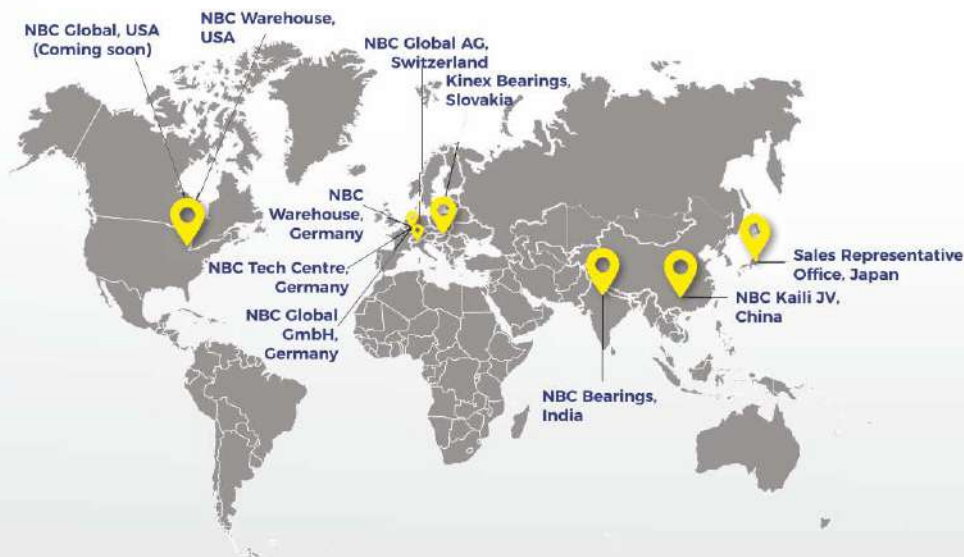 NBC Global, USA
(Coming soon)
NBC Warehouse,
USA
NBC Global AG,
Switzerland
Kinex Bearings,
Slovakia
NBC
Warehouse,
Germany
NBC Tech Centre,
Germany
NBC Global
GmbH,
Germany
Sales Representative
Office, Japan
NBC Kaili JV,
China
NBC Bearings,
India